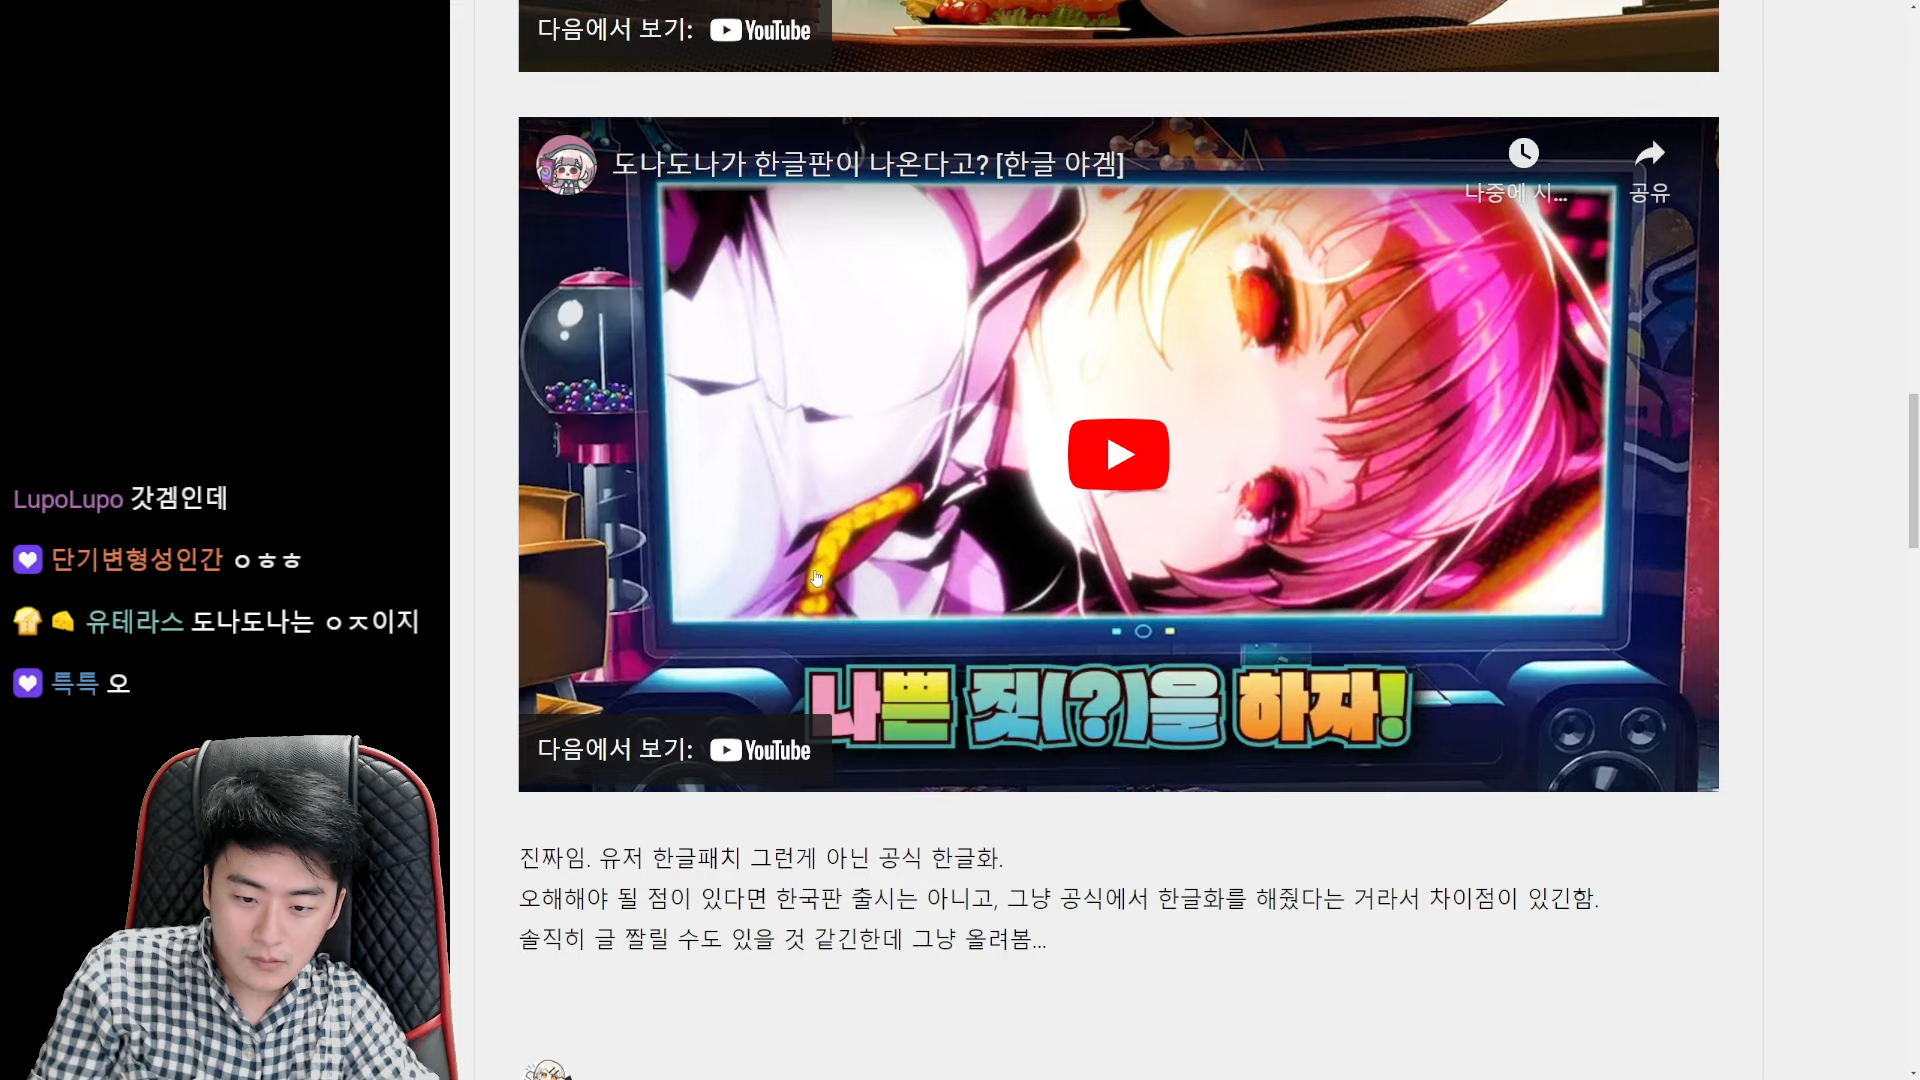 다음에서 보기: YouTube
도나도나가 한글판이 나온다고? [한글 야겜]
나중에 시...
공유
나쁜 짓(?)을 하자!
다음에서 보기: YouTube
진짜임. 유저 한글패치 그런게 아닌 공식 한글화.
오해해야 될 점이 있다면 한국판 출시는 아니고, 그냥 공식에서 한글화를 해줬다는 거라서 차이점이 있긴함.
솔직히 글 짤릴 수도 있을 것 같긴한데 그냥 올려봄...
LupoLupo 갓겜인데
단기변형성인간 ㅇㅎㅎ
유테라스 도나도나는 ㅇㅈ이지
특특 오